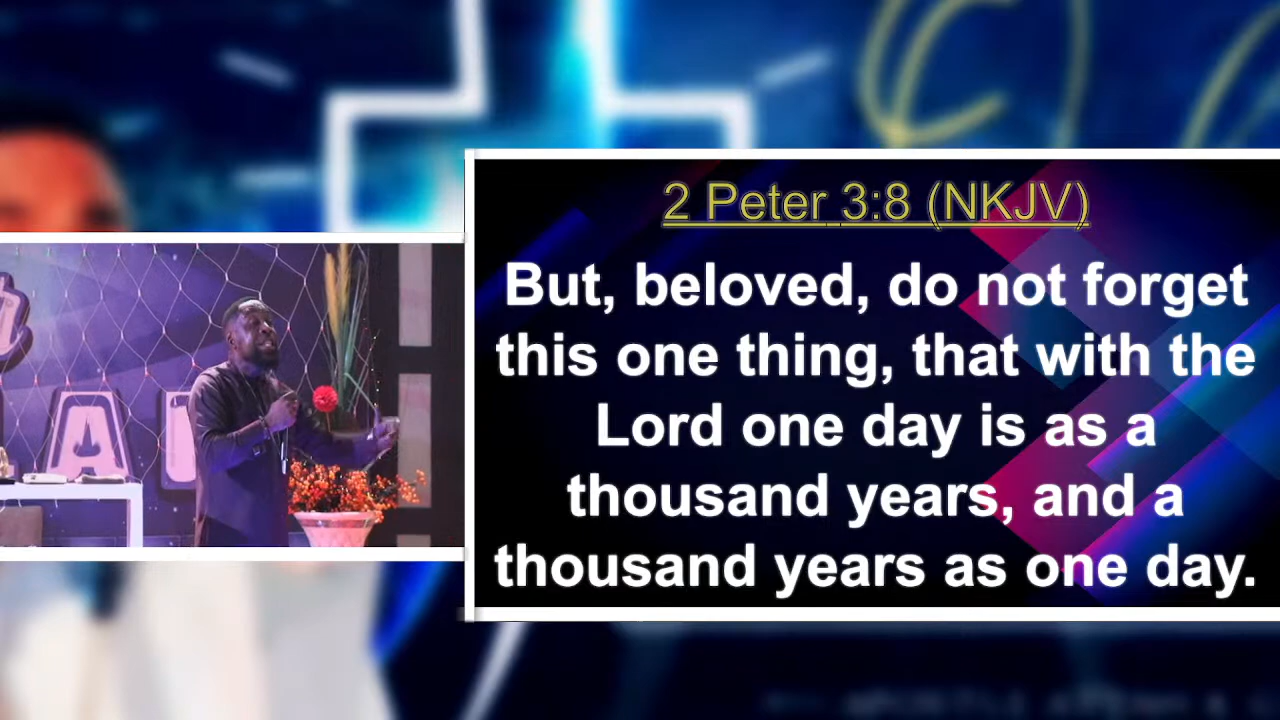 2 Peter 3:8 (NKJV)
But, beloved, do not forget
this one thing, that with the
Lord one day is as a
thousand years, and a
thousand years as one day.